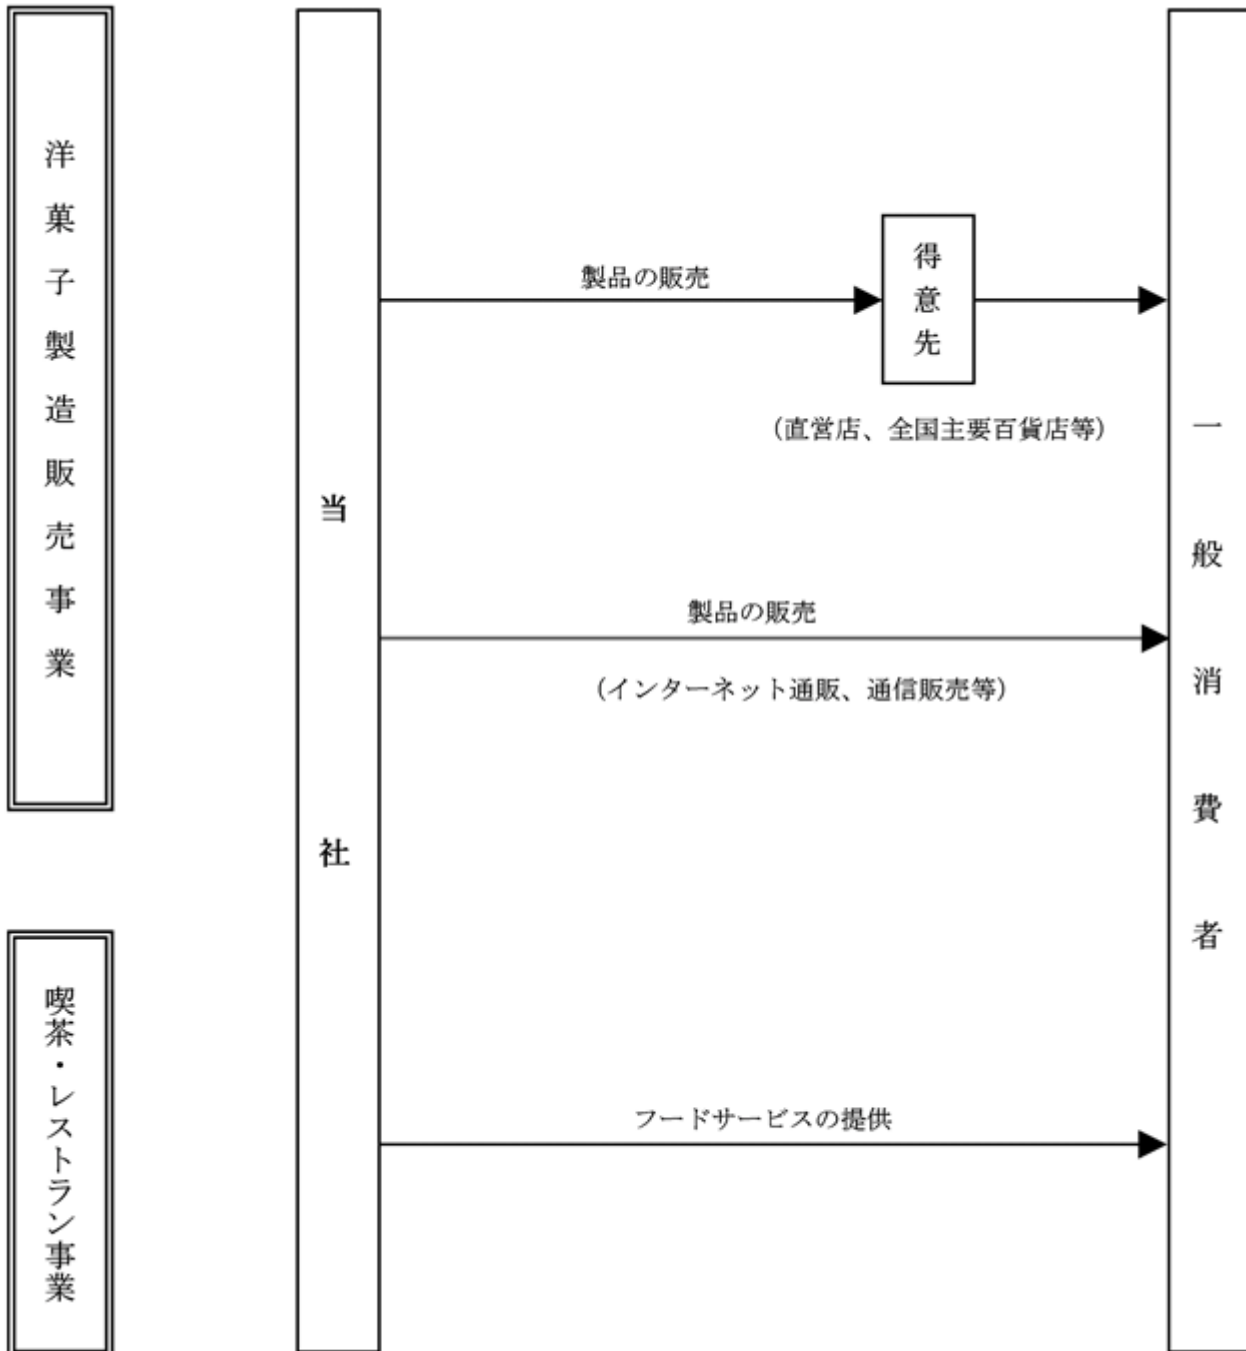 洋菓子製造販売事業
当社
製品の販売
得意先
（直営店、全国主要百貨店等）
製品の販売
（インターネット通販、通信販売等）
一般消費者
喫茶・レストラン事業
フードサービスの提供